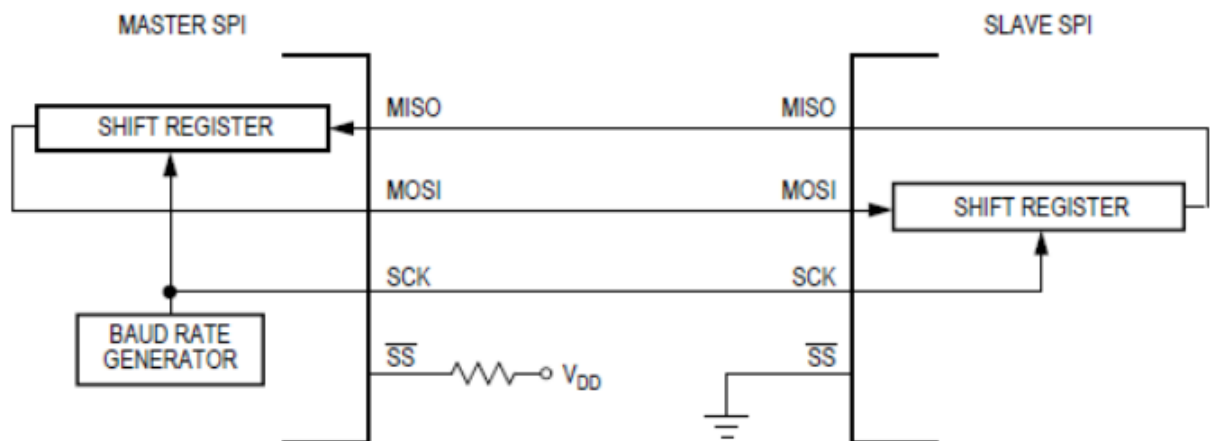 MASTER SPI
SLAVE SPI
MISO
MISO
SHIFT REGISTER
MOSI
MOSI
SHIFT REGISTER
SCK
SCK
BAUD RATE
GENERATOR
SS
VDD
SS